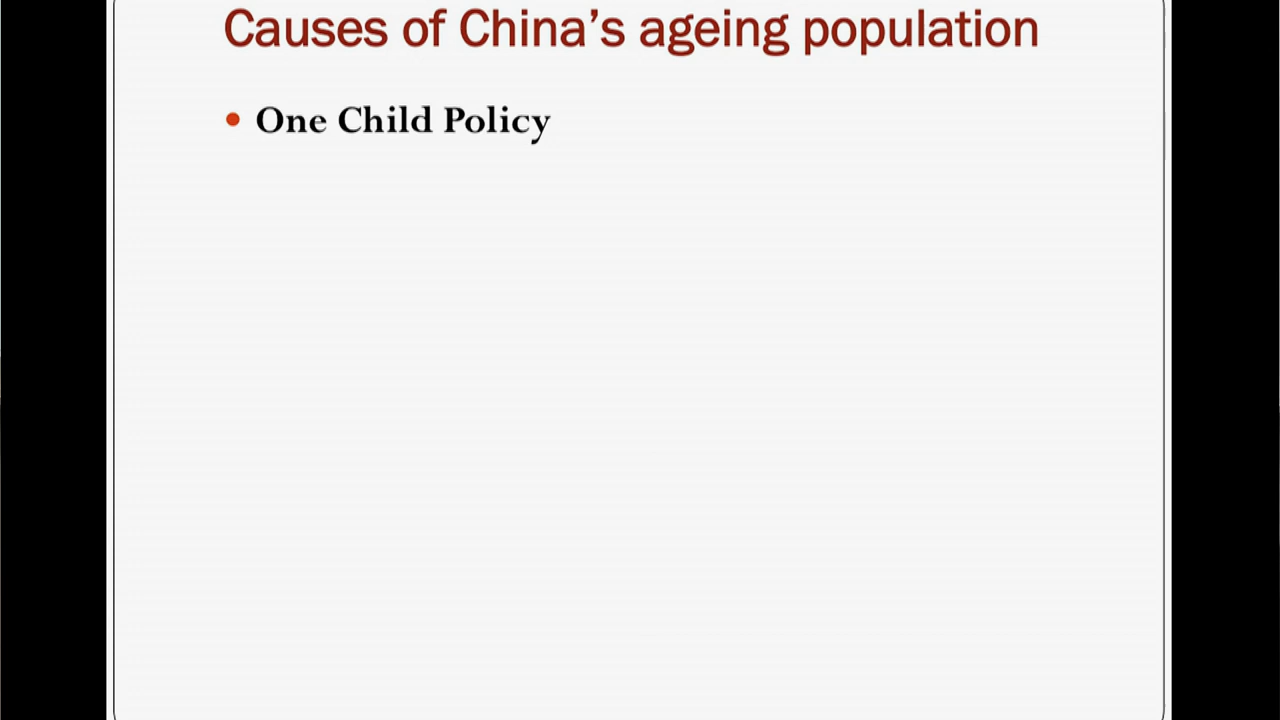 Causes of China’s ageing population
• One Child Policy